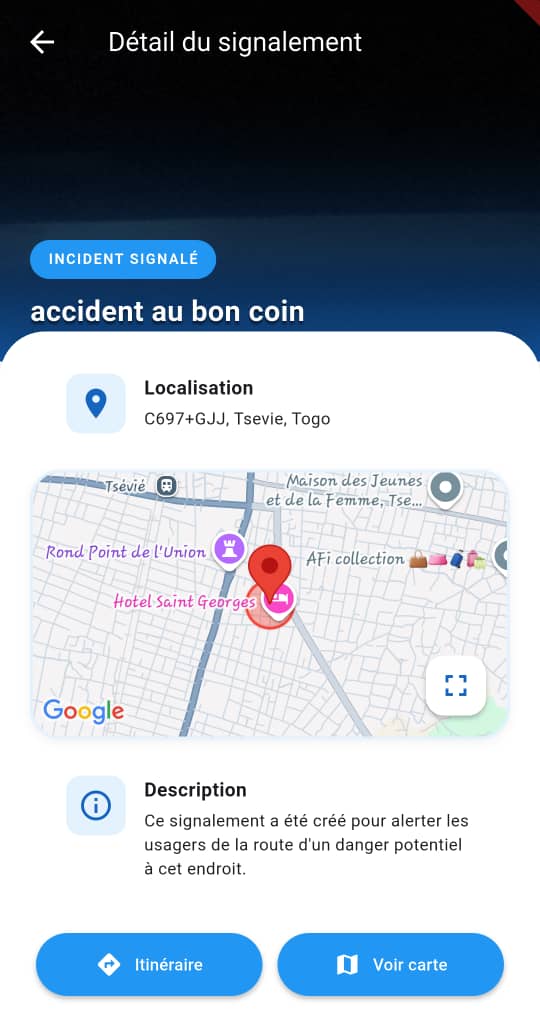 Détail du signalement
INCIDENT SIGNALÉ
accident au bon coin
Localisation
C697+GJJ, Tsevie, Togo
Tsévié
Maison des Jeunes
et de la Femme, Tse...
Rond Point de l'Union
AFi collection 👜👝🧳🛍️
Hotel Saint Georges
Google
Description
Ce signalement a été créé pour alerter les
usagers de la route d'un danger potentiel
à cet endroit.
Itinéraire
Voir carte